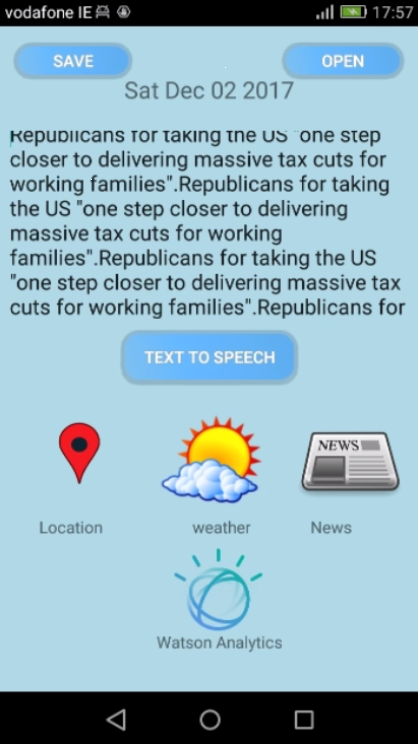 vodafone IE 17:57
SAVE OPEN
Sat Dec 02 2017
Republicans for taking the US "one step
closer to delivering massive tax cuts for
working families".Republicans for taking
the US "one step closer to delivering
massive tax cuts for working
families".Republicans for taking the US
"one step closer to delivering massive tax
cuts for working families".Republicans for
TEXT TO SPEECH
NEWS
Location weather News
Watson Analytics